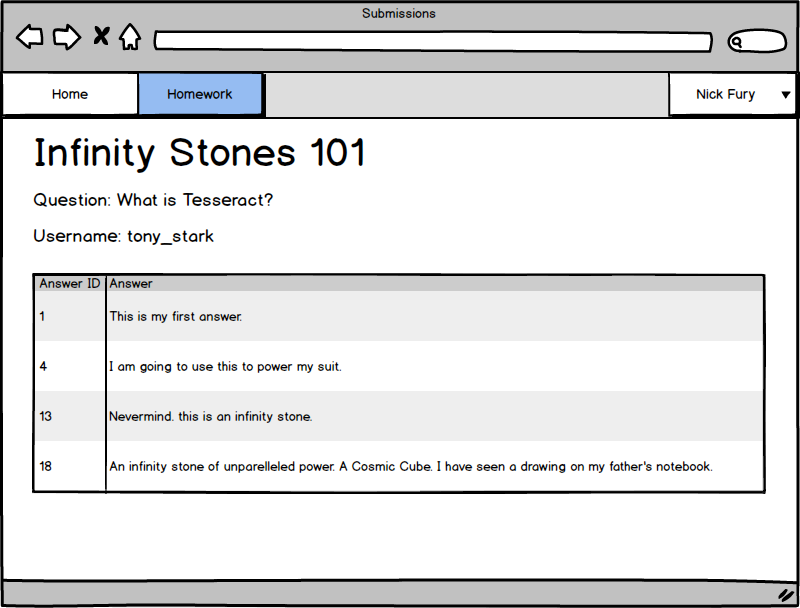 Submissions
Home Homework Nick Fury
Infinity Stones 101
Question: What is Tesseract?
Username: tony_stark
Answer ID Answer
1 This is my first answer.
4 I am going to use this to power my suit.
13 Nevermind. this is an infinity stone.
18 An infinity stone of unparelleled power. A Cosmic Cube. I have seen a drawing on my father's notebook.